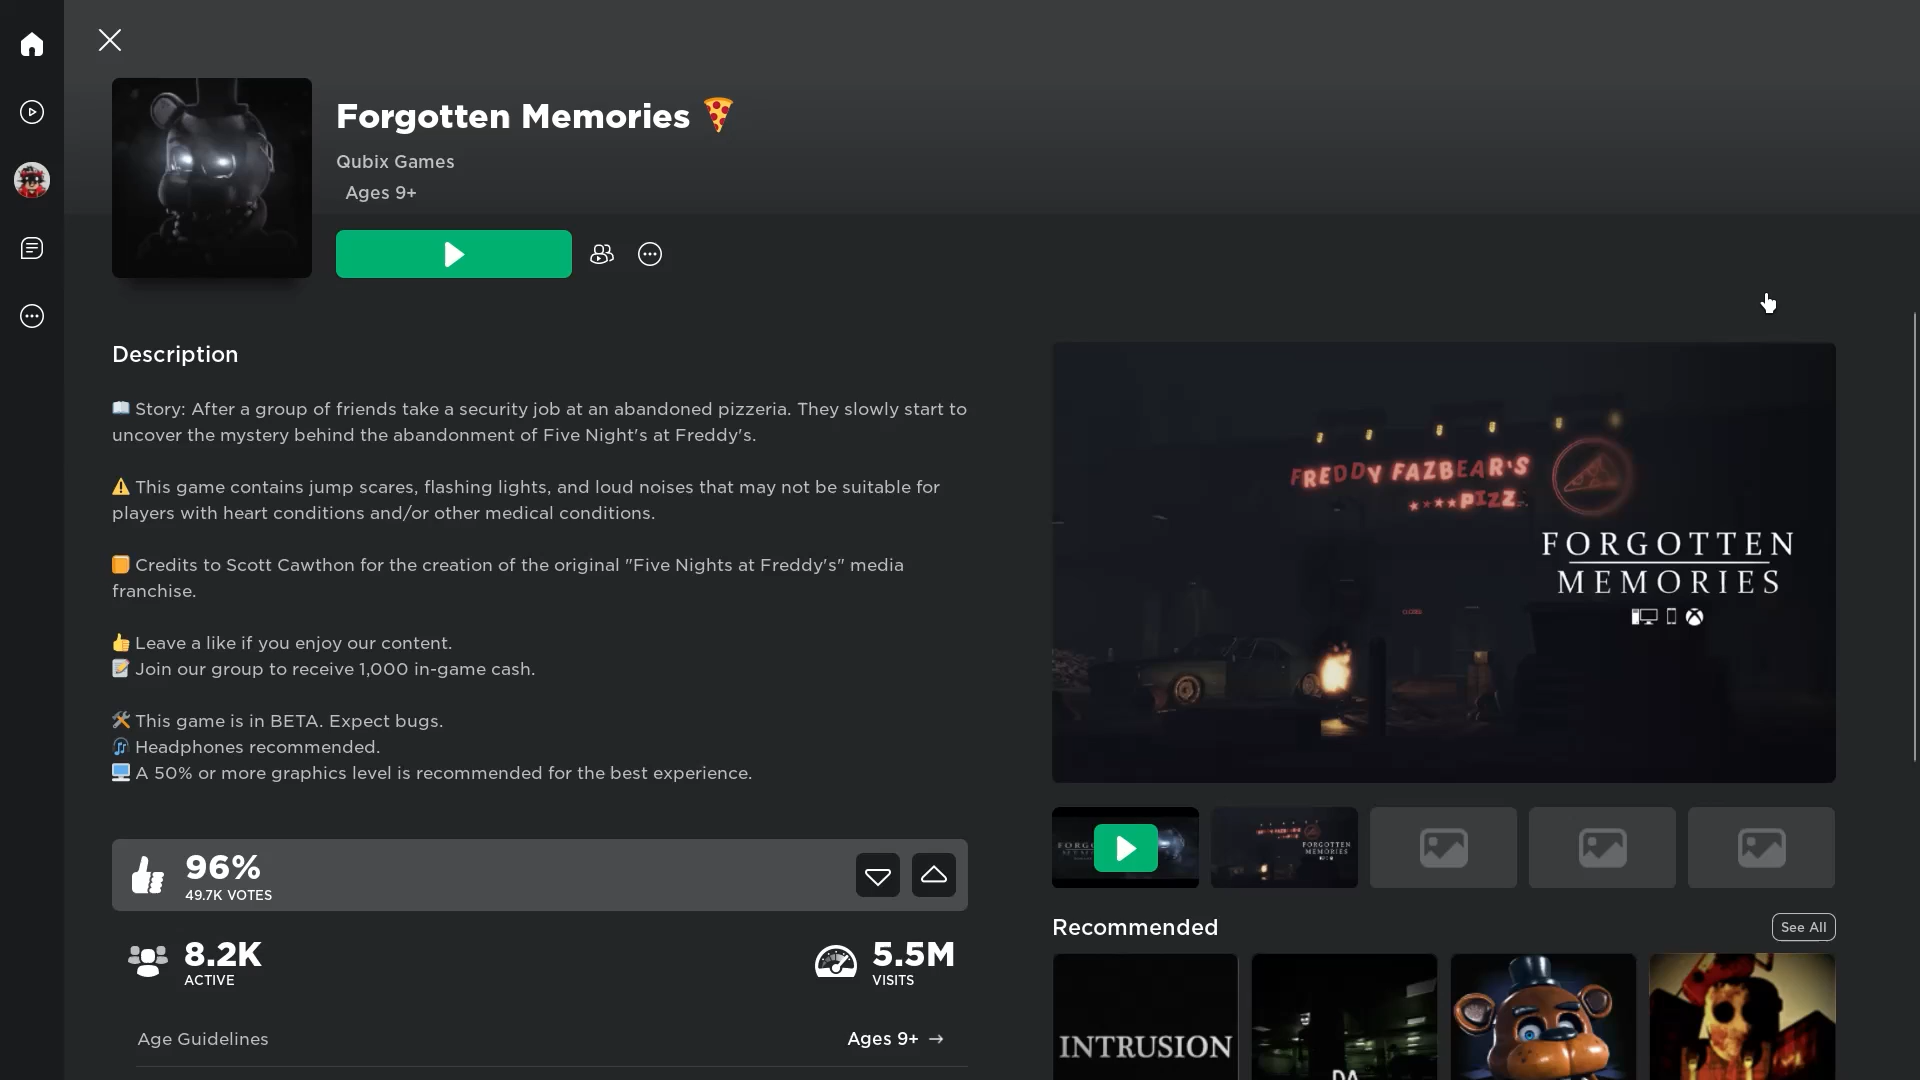 Forgotten Memories 🍕
Qubix Games
Ages 9+
Description
📖 Story: After a group of friends take a security job at an abandoned pizzeria. They slowly start to
uncover the mystery behind the abandonment of Five Night's at Freddy's.
⚠️ This game contains jump scares, flashing lights, and loud noises that may not be suitable for
players with heart conditions and/or other medical conditions.
📙 Credits to Scott Cawthon for the creation of the original "Five Nights at Freddy's" media
franchise.
👍 Leave a like if you enjoy our content.
📝 Join our group to receive 1,000 in-game cash.
🛠️ This game is in BETA. Expect bugs.
🎧 Headphones recommended.
🖥️ A 50% or more graphics level is recommended for the best experience.
96%
49.7K VOTES
8.2K
ACTIVE
5.5M
VISITS
Age Guidelines
Ages 9+ →
FREDDY FAZBEAR'S
PIZZ
FORGOTTEN
MEMORIES
FORGOTTEN
MEMORIES
Recommended
See All
INTRUSION
DA